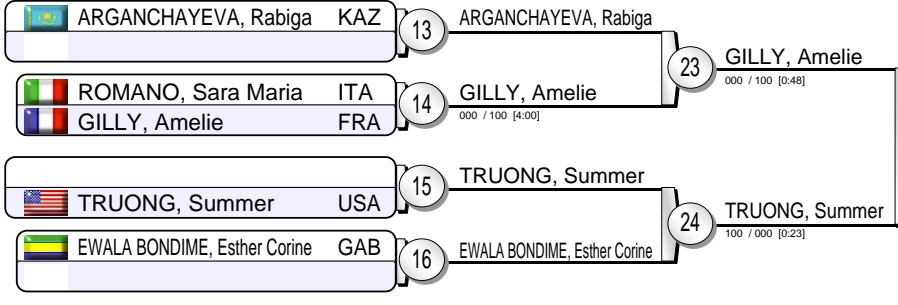 ARGANCHAYEVA, Rabiga KAZ
13
ARGANCHAYEVA, Rabiga
23
GILLY, Amelie
000 / 100 [0:48]
ROMANO, Sara Maria ITA
GILLY, Amelie FRA
14
GILLY, Amelie
000 / 100 [4:00]
TRUONG, Summer USA
15
TRUONG, Summer
24
TRUONG, Summer
100 / 000 [0:23]
EWALA BONDIME, Esther Corine GAB
16
EWALA BONDIME, Esther Corine